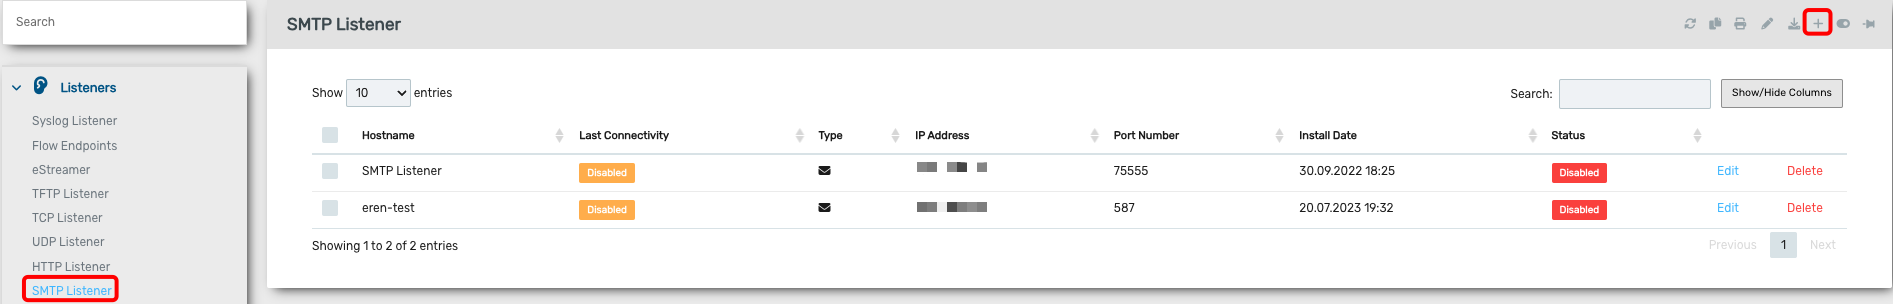 Search
Listeners
Syslog Listener
Flow Endpoints
eStreamer
TFTP Listener
TCP Listener
UDP Listener
HTTP Listener
SMTP Listener
SMTP Listener
Show 10 entries
Search:
Show/Hide Columns
Hostname Last Connectivity Type IP Address Port Number Install Date Status
SMTP Listener Disabled 75555 30.09.2022 18:25 Disabled Edit Delete
eren-test Disabled 587 20.07.2023 19:32 Disabled Edit Delete
Showing 1 to 2 of 2 entries
Previous 1 Next